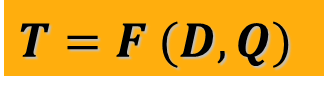 T = F (D, Q)